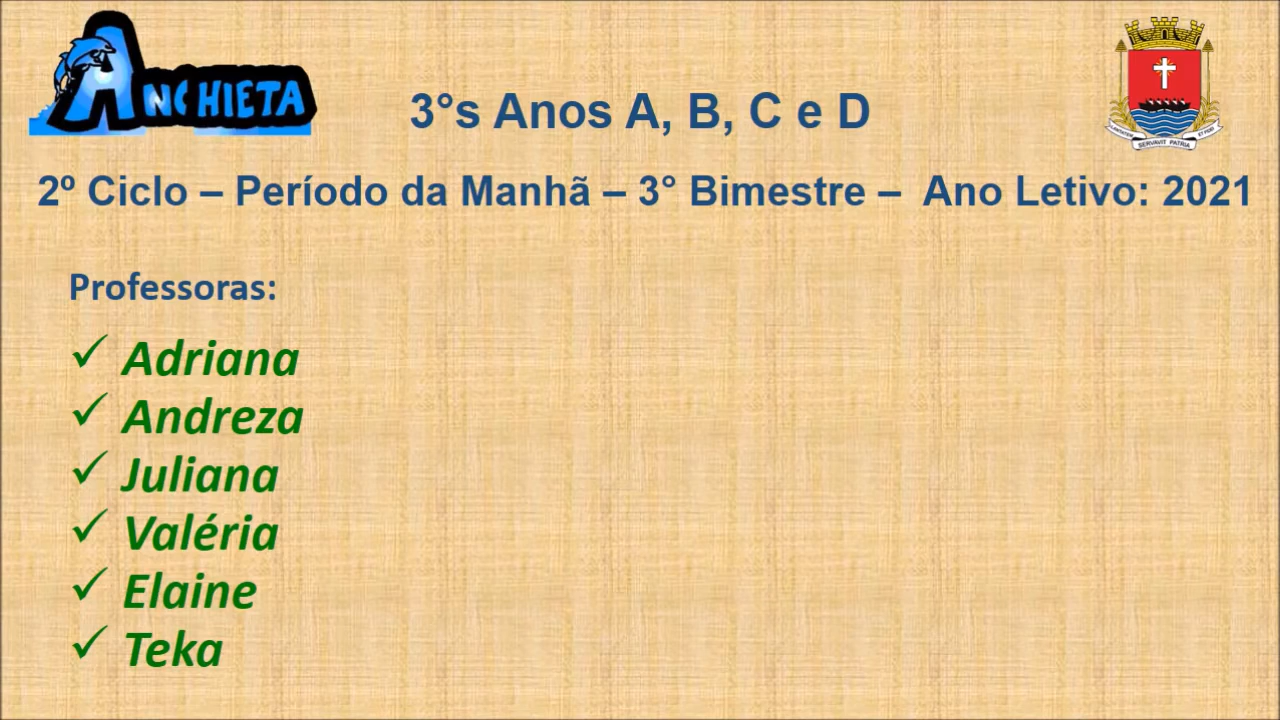 ANCHIETA
3°s Anos A, B, C e D
2º Ciclo – Período da Manhã – 3° Bimestre – Ano Letivo: 2021
Professoras:
✓ Adriana
✓ Andreza
✓ Juliana
✓ Valéria
✓ Elaine
✓ Teka
SERVAVIT PATRIA